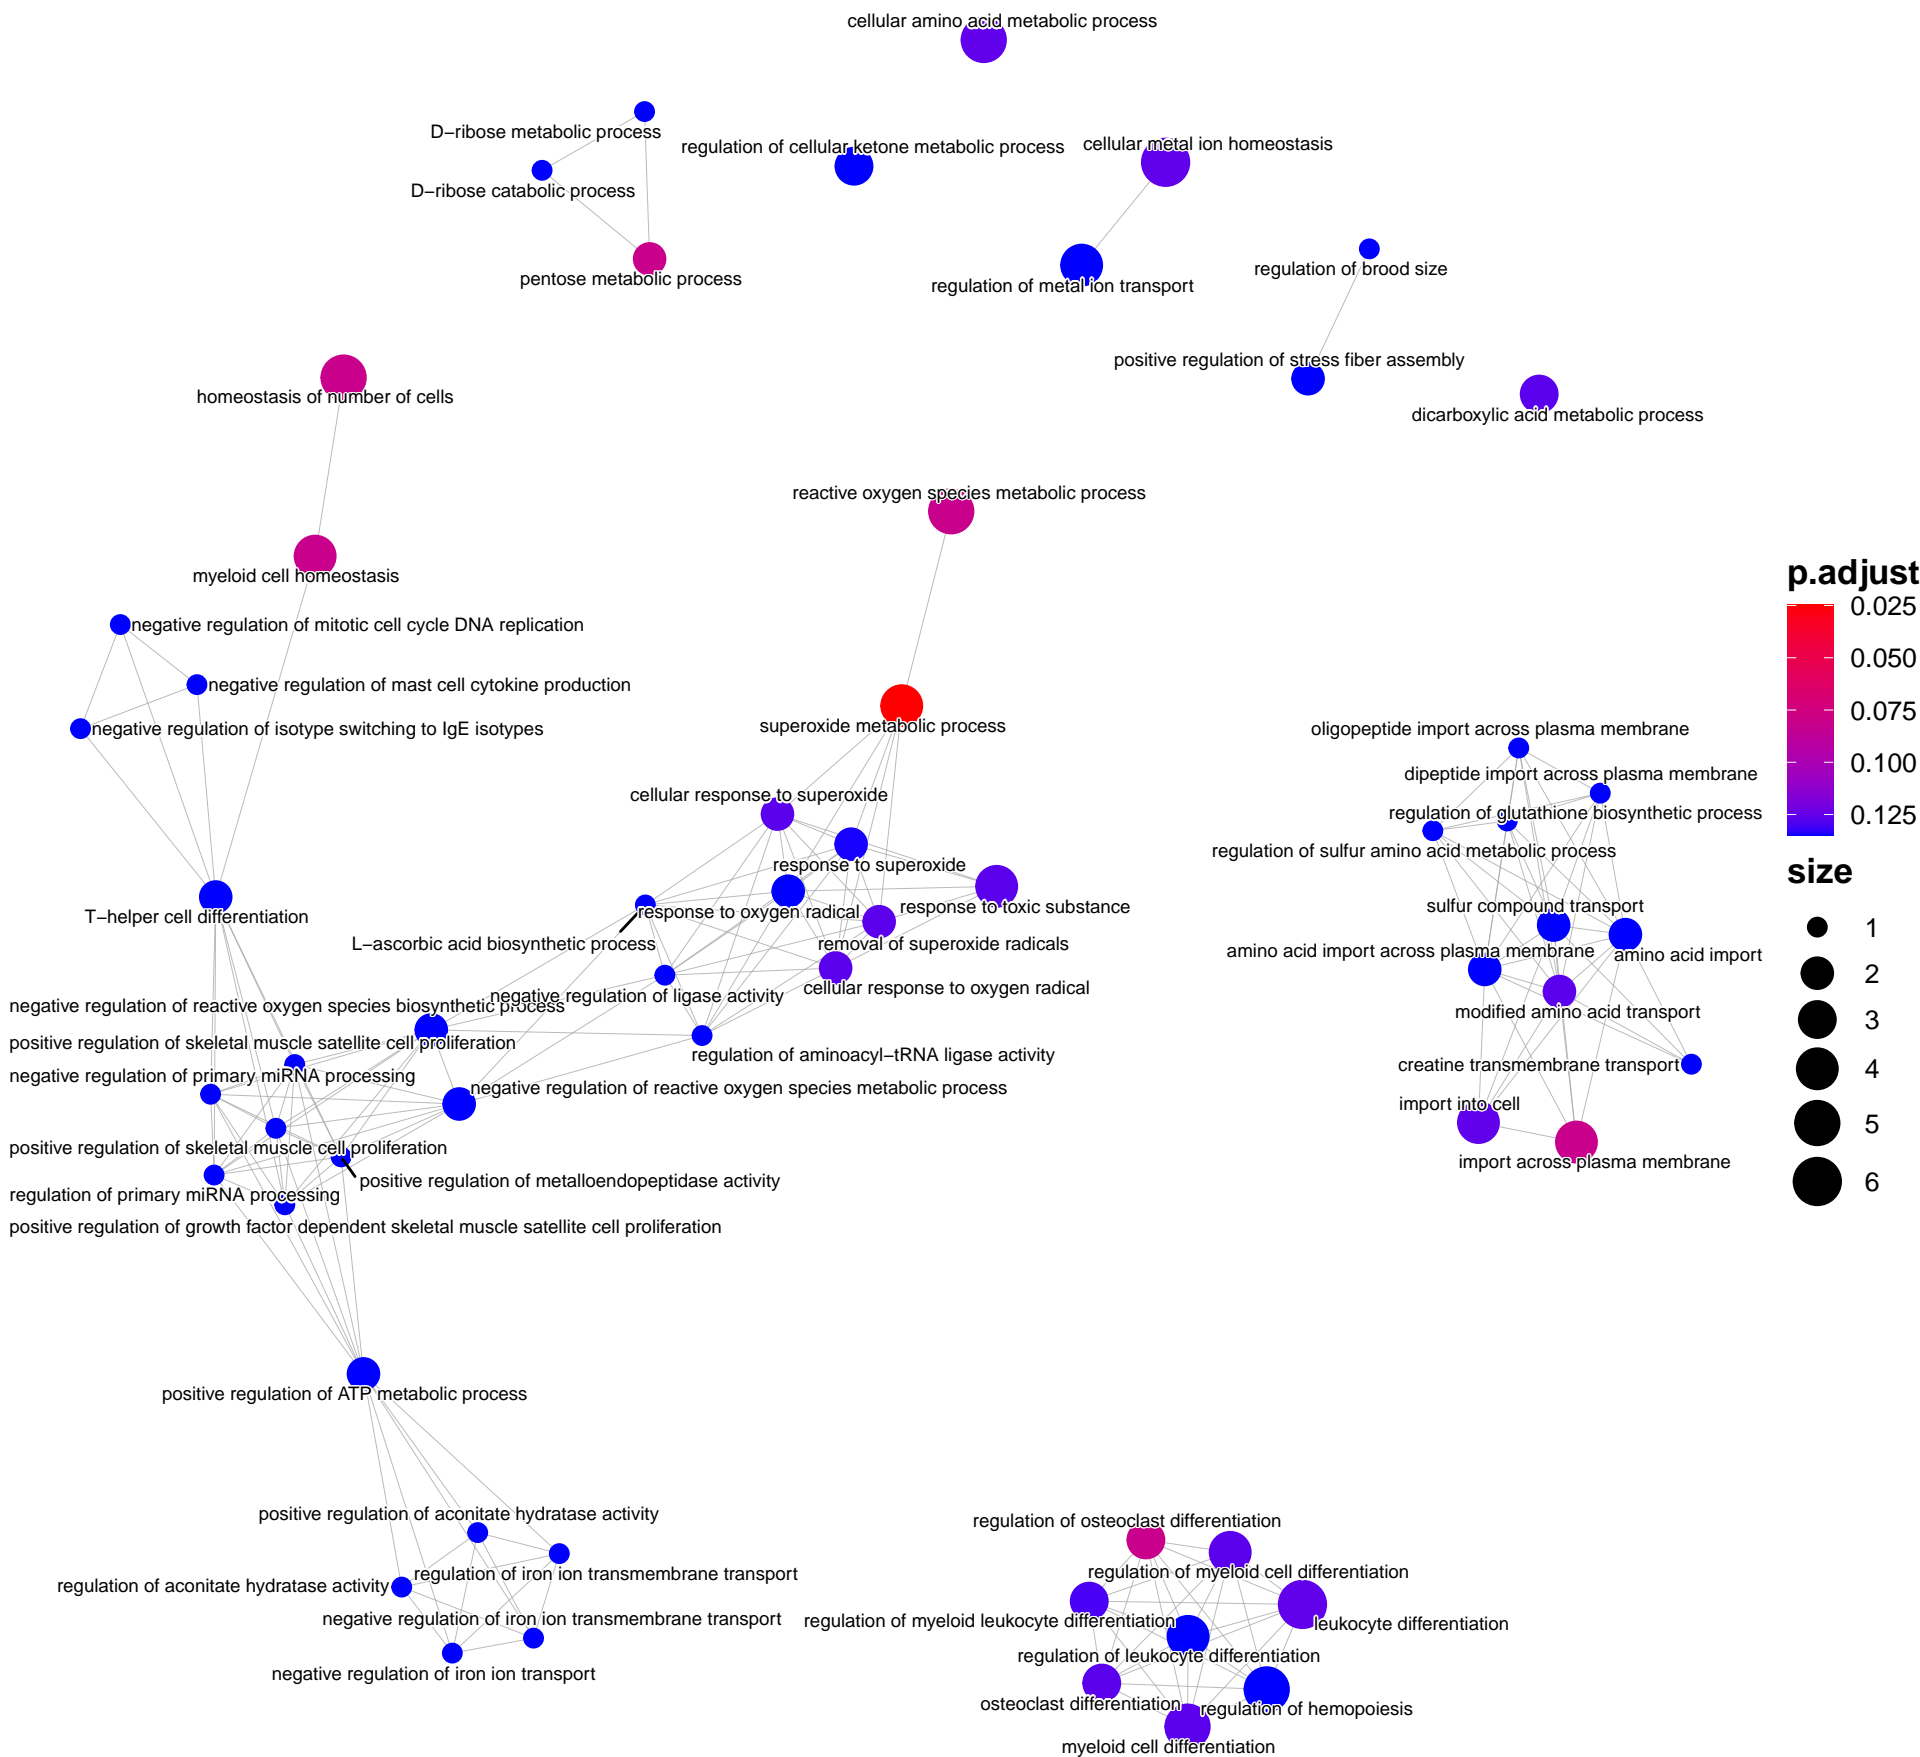 cellular amino acid metabolic process
D−ribose metabolic process
regulation of cellular ketone metabolic process
cellular metal ion homeostasis
D−ribose catabolic process
pentose metabolic process
regulation of metal ion transport
regulation of brood size
positive regulation of stress fiber assembly
homeostasis of number of cells
dicarboxylic acid metabolic process
reactive oxygen species metabolic process
myeloid cell homeostasis
negative regulation of mitotic cell cycle DNA replication
negative regulation of mast cell cytokine production
negative regulation of isotype switching to IgE isotypes
superoxide metabolic process
oligopeptide import across plasma membrane
dipeptide import across plasma membrane
cellular response to superoxide
regulation of glutathione biosynthetic process
regulation of sulfur amino acid metabolic process
response to superoxide
T−helper cell differentiation
response to oxygen radical
response to toxic substance
sulfur compound transport
L−ascorbic acid biosynthetic process
removal of superoxide radicals
amino acid import across plasma membrane
amino acid import
cellular response to oxygen radical
negative regulation of ligase activity
negative regulation of reactive oxygen species biosynthetic process
modified amino acid transport
positive regulation of skeletal muscle satellite cell proliferation
regulation of aminoacyl−tRNA ligase activity
creatine transmembrane transport
negative regulation of primary miRNA processing
negative regulation of reactive oxygen species metabolic process
import into cell
positive regulation of skeletal muscle cell proliferation
import across plasma membrane
positive regulation of metalloendopeptidase activity
regulation of primary miRNA processing
positive regulation of growth factor dependent skeletal muscle satellite cell proliferation
positive regulation of ATP metabolic process
positive regulation of aconitate hydratase activity
regulation of osteoclast differentiation
regulation of iron ion transmembrane transport
regulation of myeloid cell differentiation
regulation of aconitate hydratase activity
negative regulation of iron ion transmembrane transport
regulation of myeloid leukocyte differentiation
leukocyte differentiation
regulation of leukocyte differentiation
negative regulation of iron ion transport
osteoclast differentiation
regulation of hemopoiesis
myeloid cell differentiation
p.adjust
0.025
0.050
0.075
0.100
0.125
size
1
2
3
4
5
6